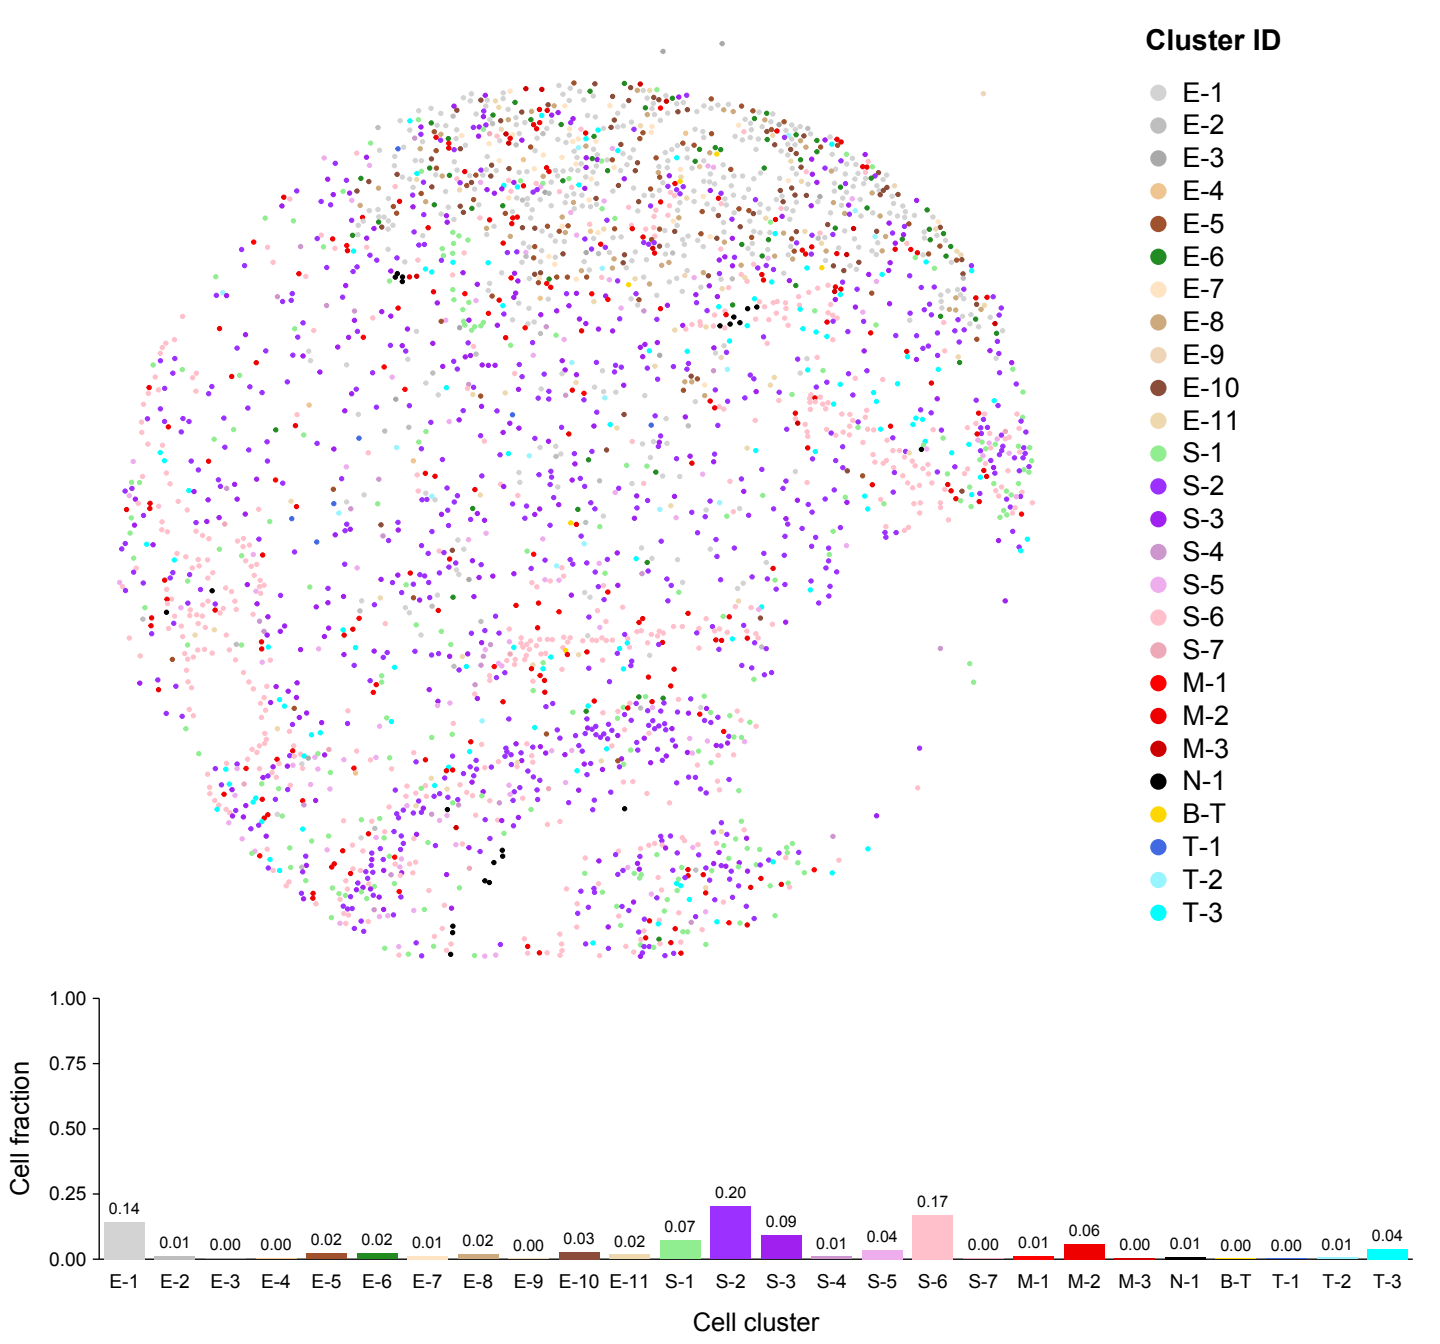 Cluster ID
E-1
E-2
E-3
E-4
E-5
E-6
E-7
E-8
E-9
E-10
E-11
S-1
S-2
S-3
S-4
S-5
S-6
S-7
M-1
M-2
M-3
N-1
B-T
T-1
T-2
T-3
1.00
0.75
0.50
0.25
0.00
Cell fraction
0.14 0.01 0.00 0.00 0.02 0.02 0.01 0.02 0.00 0.03 0.02 0.07 0.20 0.09 0.01 0.04 0.17 0.00 0.01 0.06 0.00 0.01 0.00 0.00 0.01 0.04
E-1 E-2 E-3 E-4 E-5 E-6 E-7 E-8 E-9 E-10 E-11 S-1 S-2 S-3 S-4 S-5 S-6 S-7 M-1 M-2 M-3 N-1 B-T T-1 T-2 T-3
Cell cluster